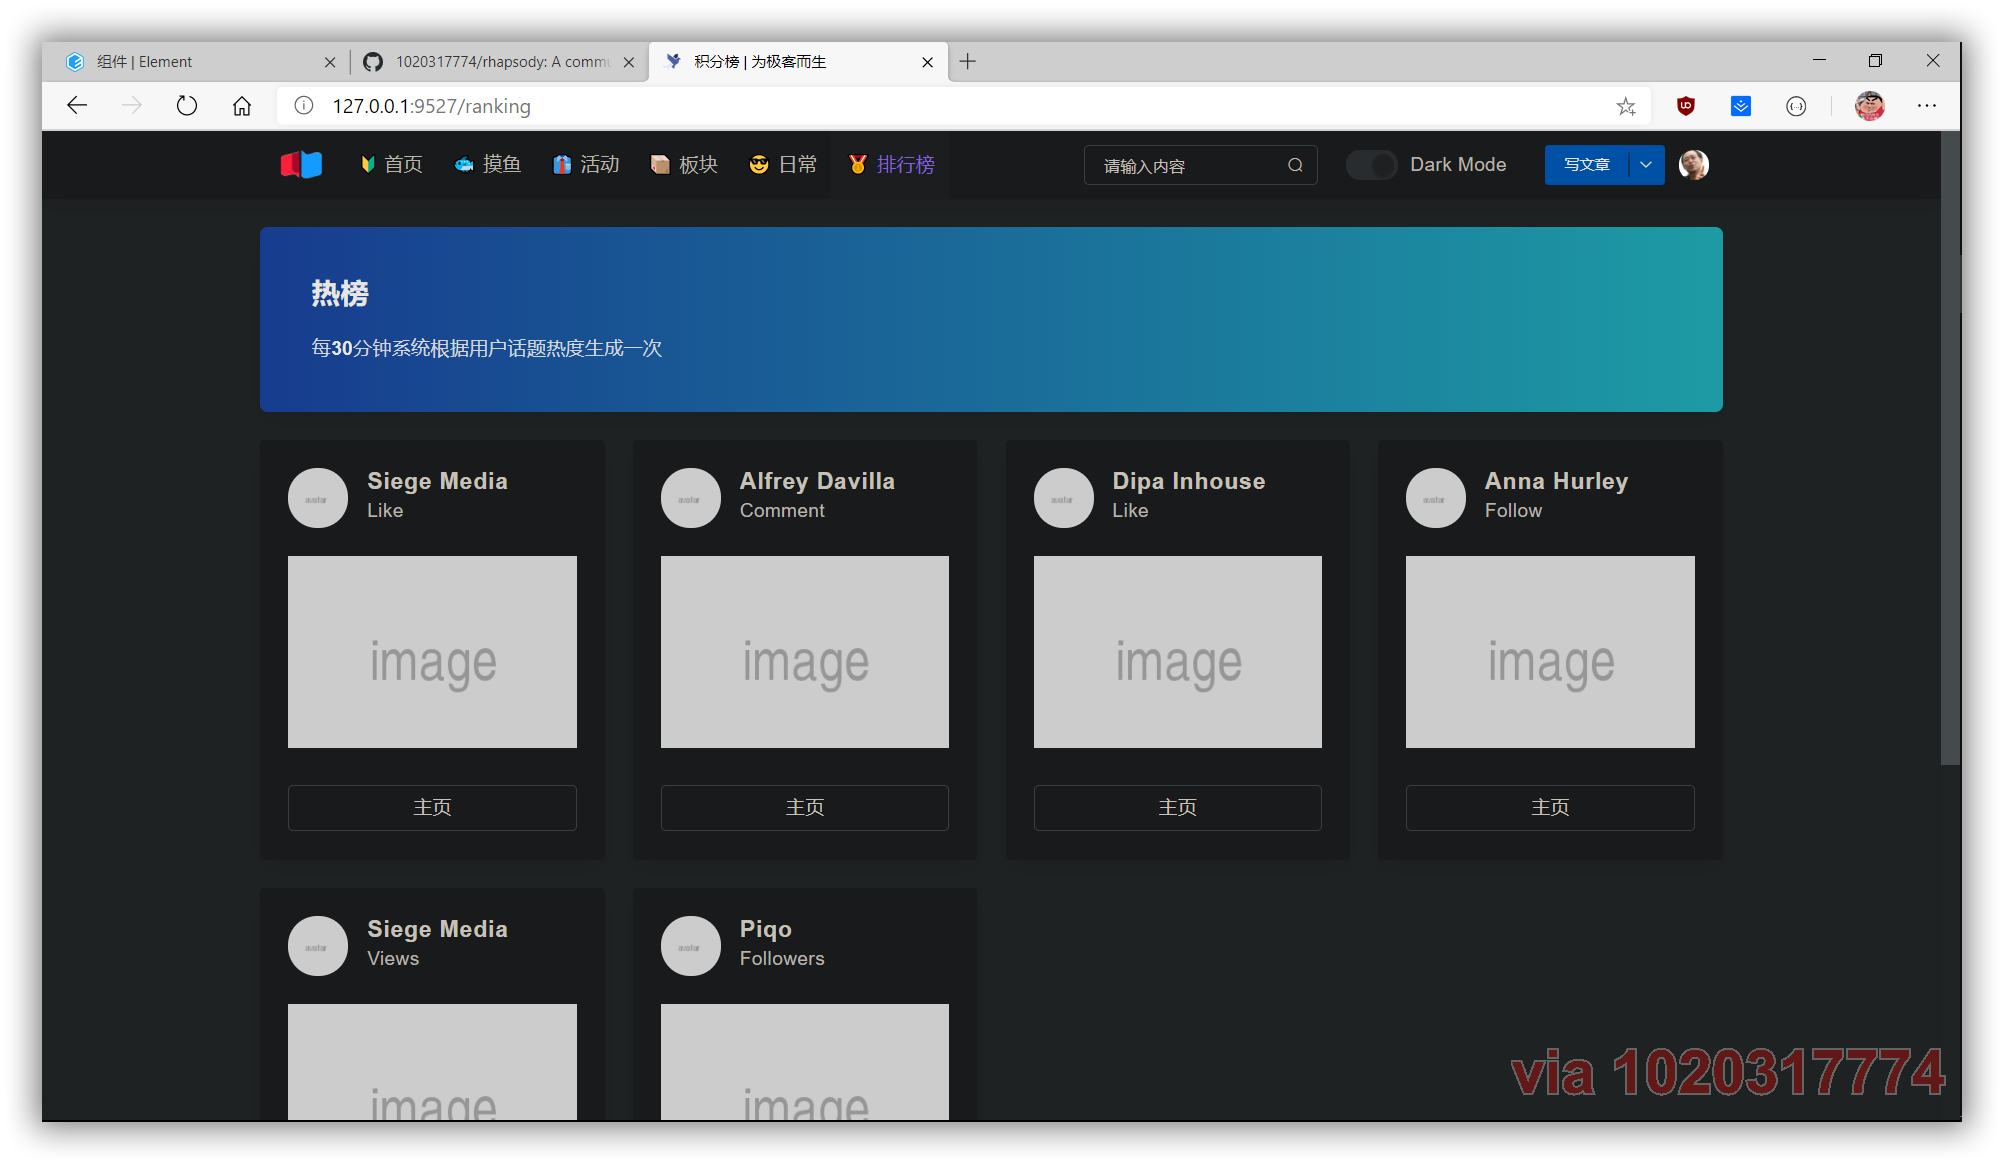 组件 | Element
1020317774/rhapsody: A comm
积分榜 | 为极客而生
127.0.0.1:9527/ranking
首页
摸鱼
活动
板块
日常
排行榜
请输入内容
Dark Mode
写文章
热榜
每30分钟系统根据用户话题热度生成一次
avatar
Siege Media
Like
image
主页
avatar
Alfrey Davilla
Comment
image
主页
avatar
Dipa Inhouse
Like
image
主页
avatar
Anna Hurley
Follow
image
主页
avatar
Siege Media
Views
image
avatar
Piqo
Followers
image
via 1020317774